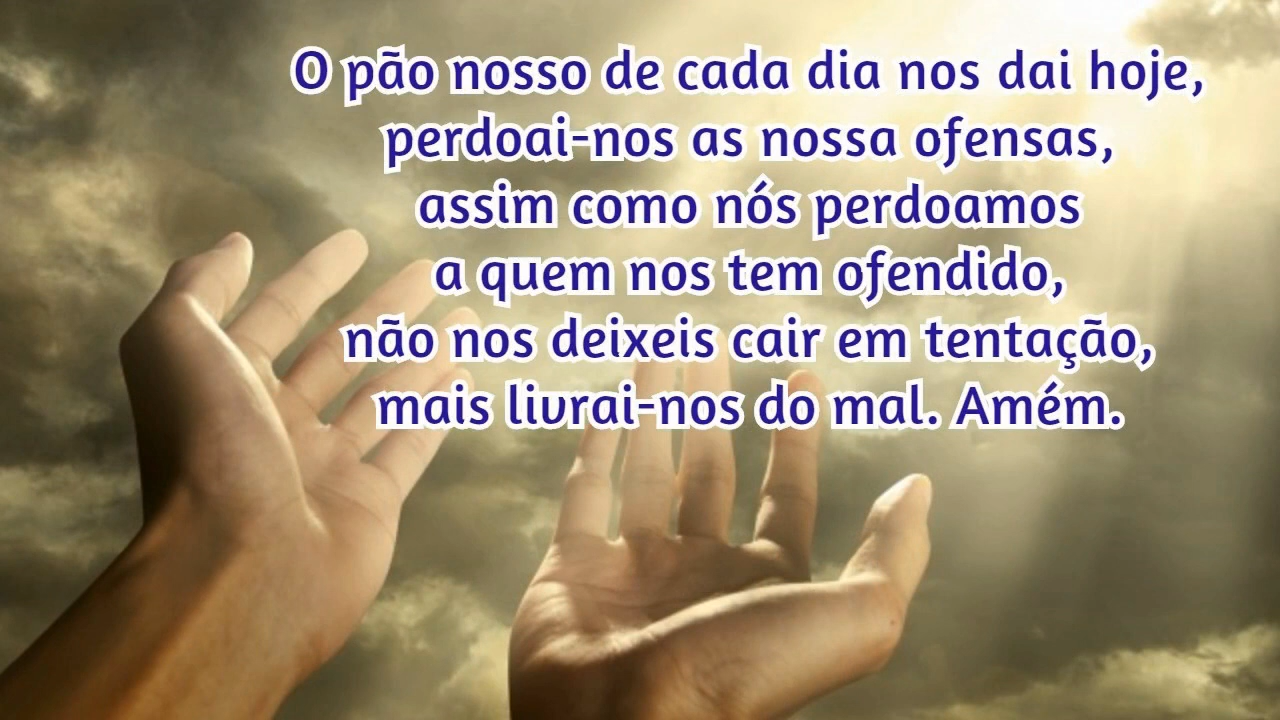 O pão nosso de cada dia nos dai hoje,
perdoai-nos as nossa ofensas,
assim como nós perdoamos
a quem nos tem ofendido,
não nos deixeis cair em tentação,
mais livrai-nos do mal. Amém.